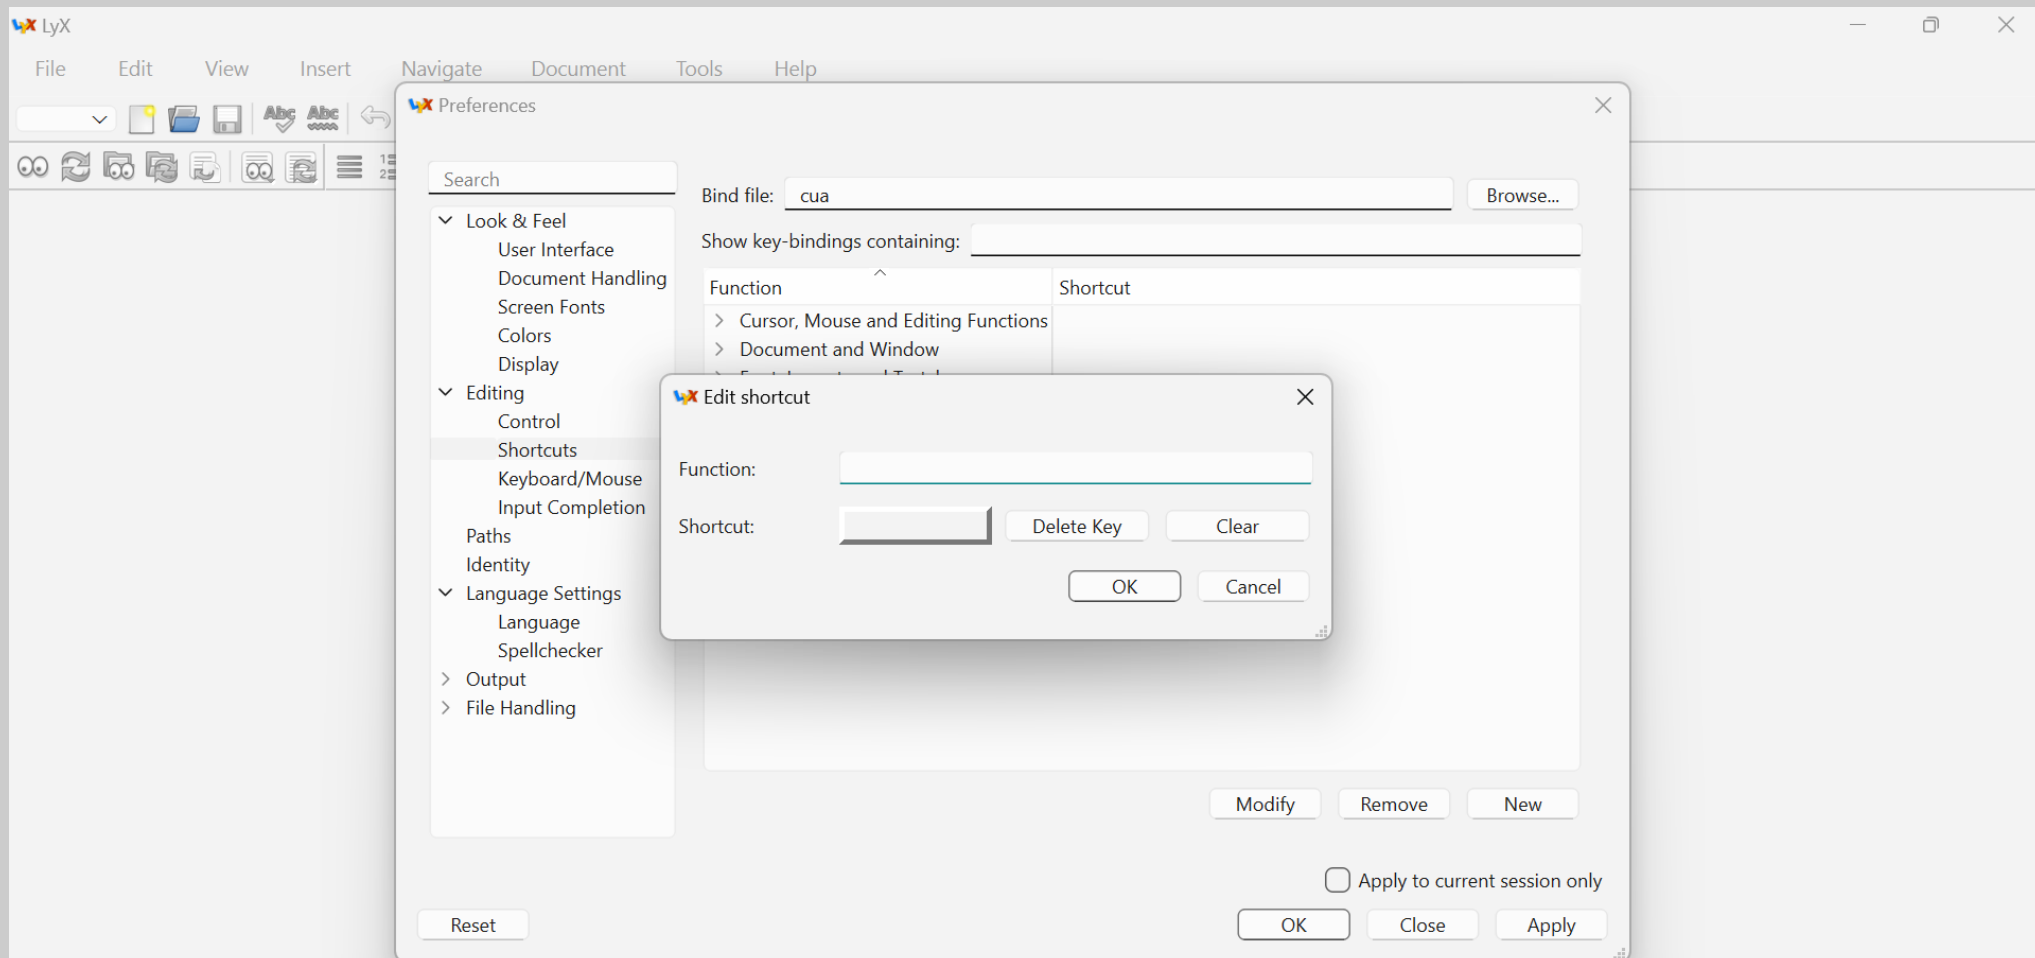 LyX
File Edit View Insert Navigate Document Tools Help
Preferences
Search
Look & Feel
User Interface
Document Handling
Screen Fonts
Colors
Display
Editing
Control
Shortcuts
Keyboard/Mouse
Input Completion
Paths
Identity
Language Settings
Language
Spellchecker
Output
File Handling
Bind file: cua Browse...
Show key-bindings containing:
Function Shortcut
Cursor, Mouse and Editing Functions
Document and Window
Edit shortcut
Function:
Shortcut: Delete Key Clear
OK Cancel
Modify Remove New
Apply to current session only
Reset OK Close Apply